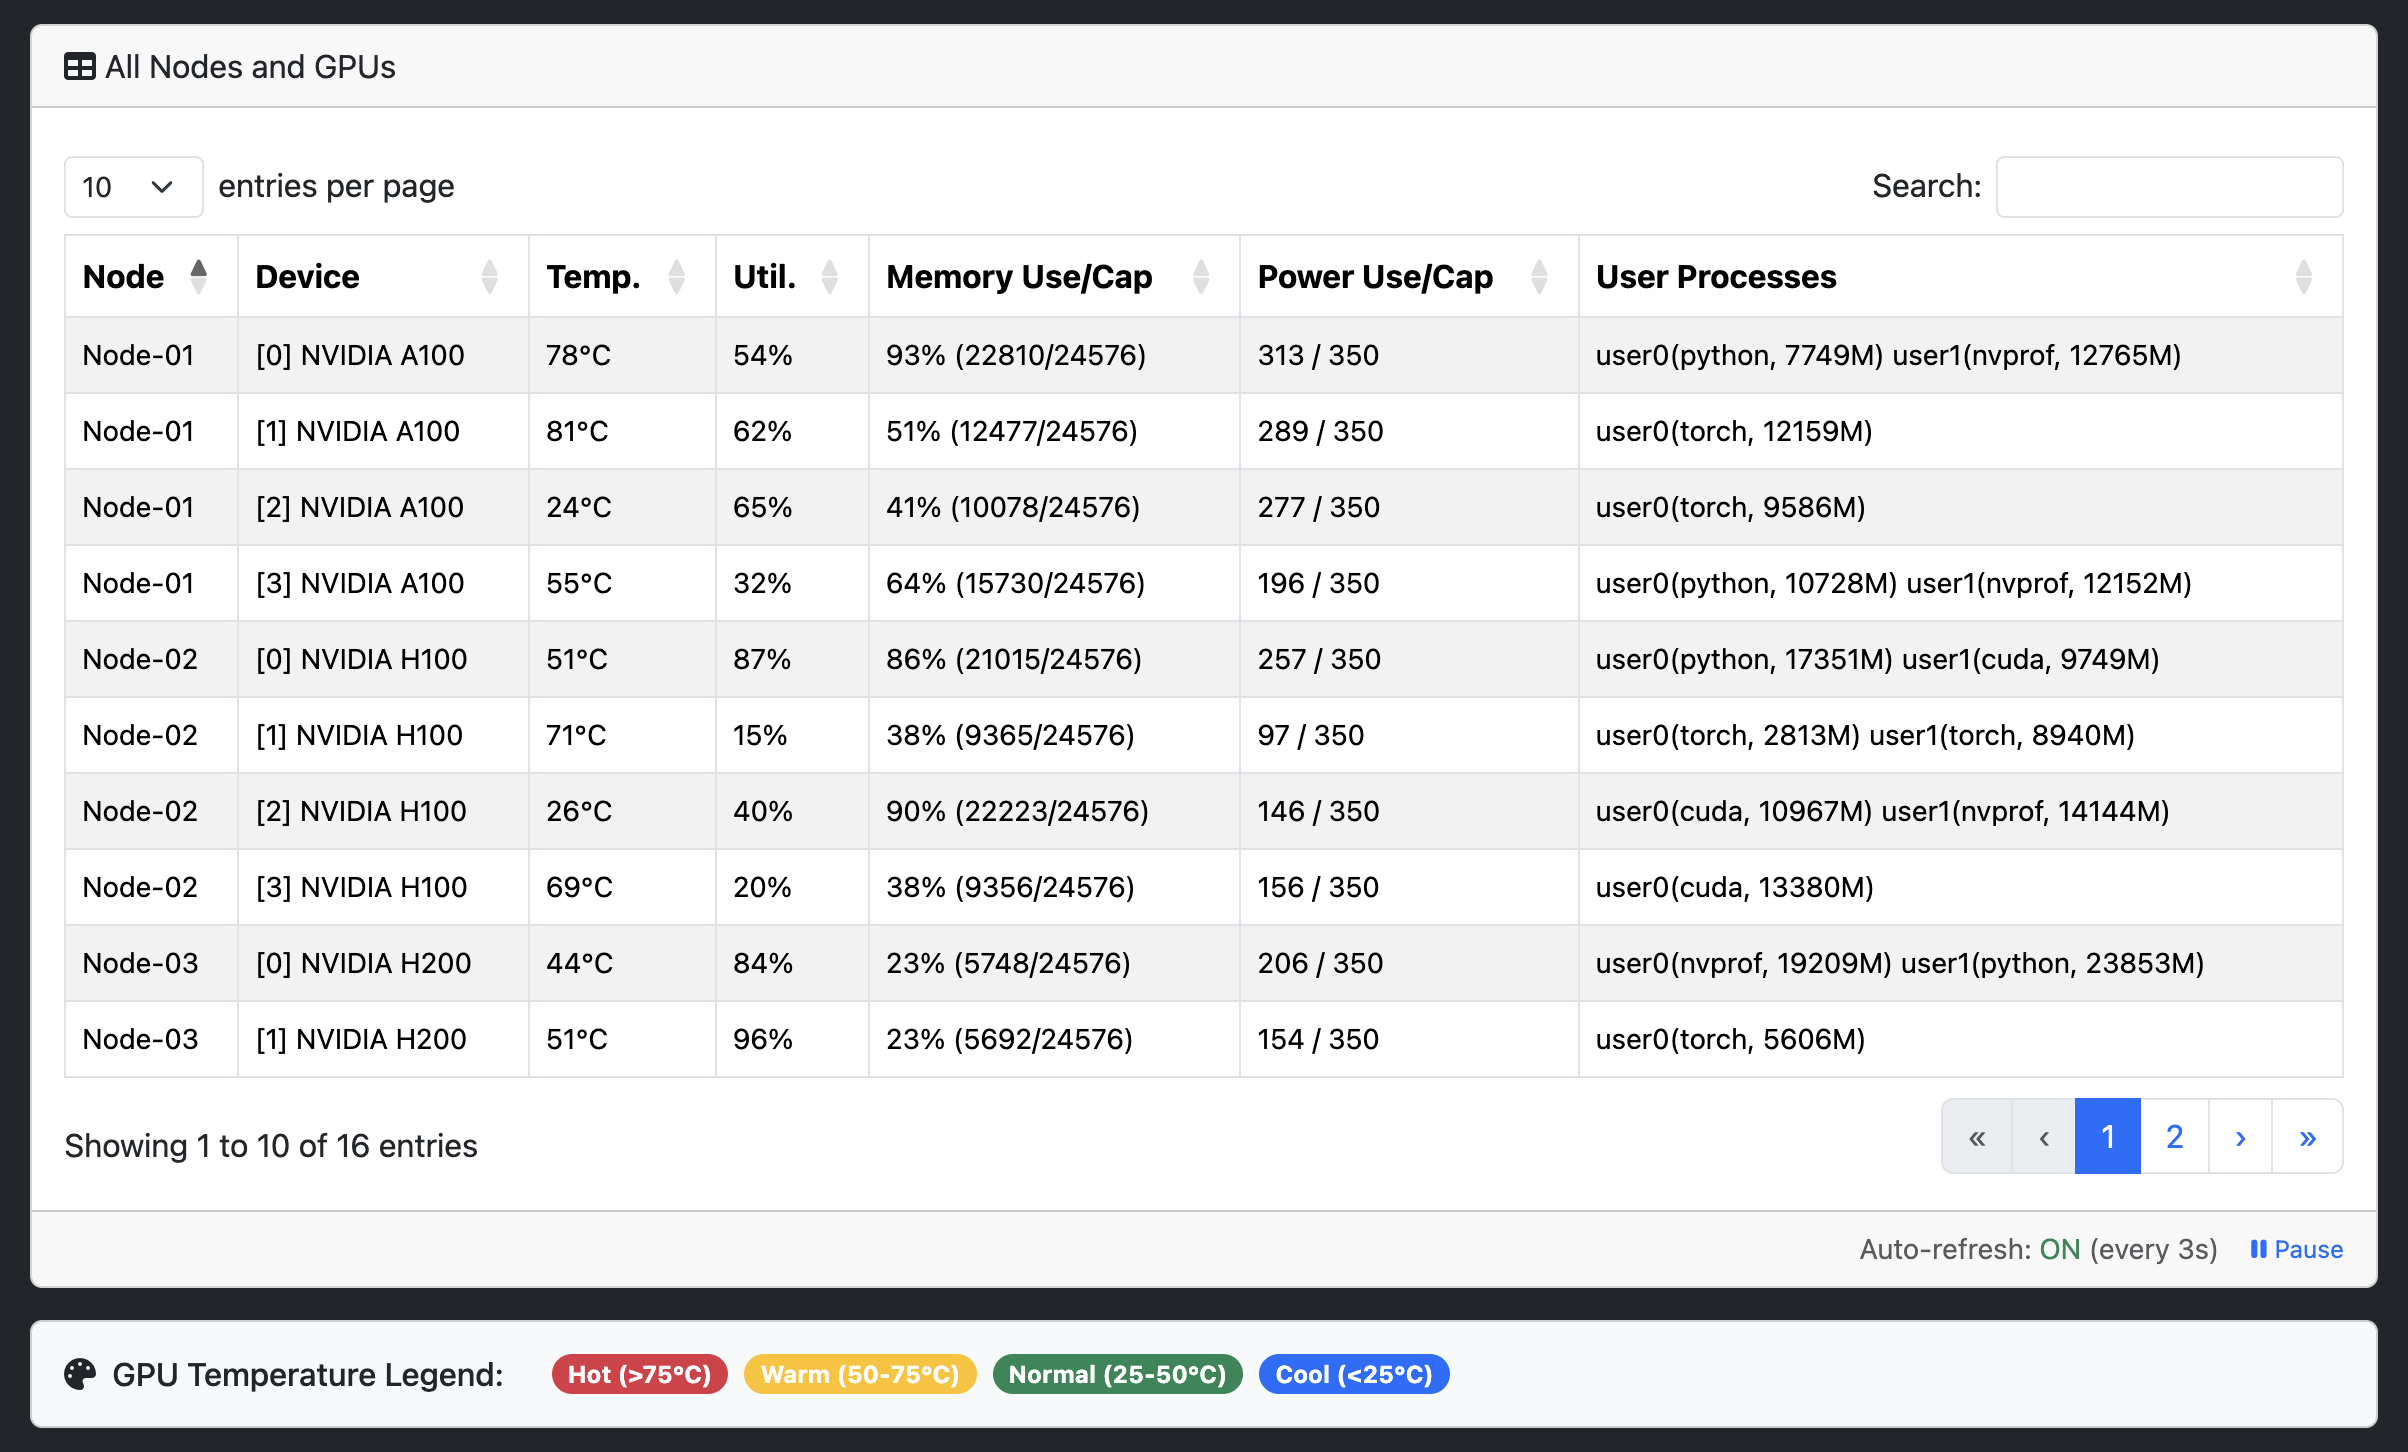 All Nodes and GPUs
10 entries per page Search:
Node Device Temp. Util. Memory Use/Cap Power Use/Cap User Processes
Node-01 [0] NVIDIA A100 78°C 54% 93% (22810/24576) 313 / 350 user0(python, 7749M) user1(nvprof, 12765M)
Node-01 [1] NVIDIA A100 81°C 62% 51% (12477/24576) 289 / 350 user0(torch, 12159M)
Node-01 [2] NVIDIA A100 24°C 65% 41% (10078/24576) 277 / 350 user0(torch, 9586M)
Node-01 [3] NVIDIA A100 55°C 32% 64% (15730/24576) 196 / 350 user0(python, 10728M) user1(nvprof, 12152M)
Node-02 [0] NVIDIA H100 51°C 87% 86% (21015/24576) 257 / 350 user0(python, 17351M) user1(cuda, 9749M)
Node-02 [1] NVIDIA H100 71°C 15% 38% (9365/24576) 97 / 350 user0(torch, 2813M) user1(torch, 8940M)
Node-02 [2] NVIDIA H100 26°C 40% 90% (22223/24576) 146 / 350 user0(cuda, 10967M) user1(nvprof, 14144M)
Node-02 [3] NVIDIA H100 69°C 20% 38% (9356/24576) 156 / 350 user0(cuda, 13380M)
Node-03 [0] NVIDIA H200 44°C 84% 23% (5748/24576) 206 / 350 user0(nvprof, 19209M) user1(python, 23853M)
Node-03 [1] NVIDIA H200 51°C 96% 23% (5692/24576) 154 / 350 user0(torch, 5606M)
Showing 1 to 10 of 16 entries « ‹ 1 2 › »
Auto-refresh: ON (every 3s) Pause
GPU Temperature Legend: Hot (>75°C) Warm (50-75°C) Normal (25-50°C) Cool (<25°C)